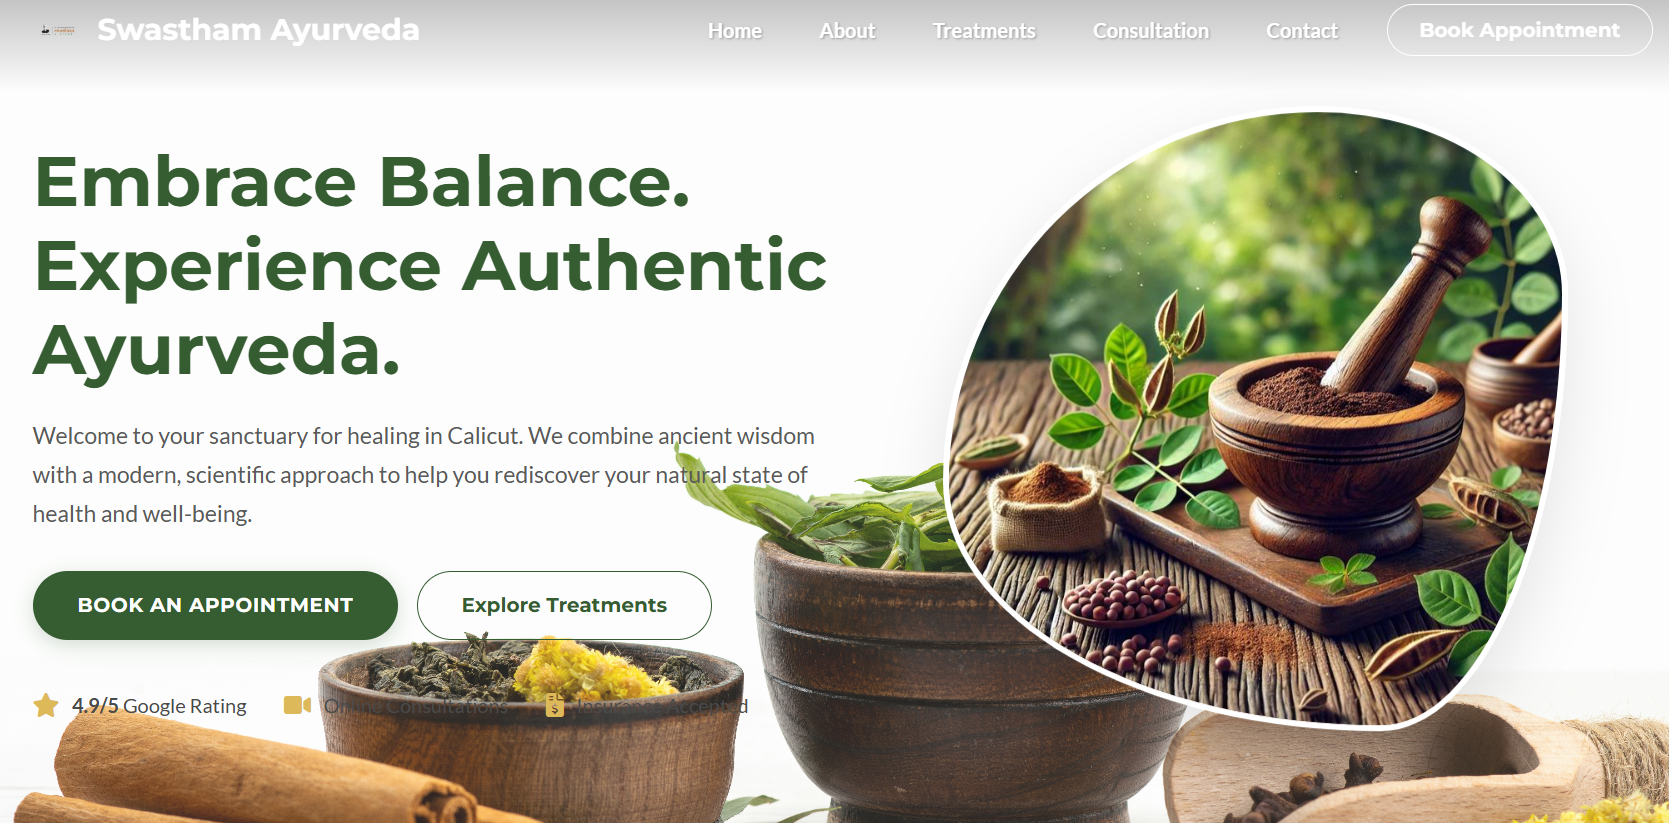 Swastham Ayurveda
Home
About
Treatments
Consultation
Contact
Book Appointment
Embrace Balance.
Experience Authentic
Ayurveda.
Welcome to your sanctuary for healing in Calicut. We combine ancient wisdom
with a modern, scientific approach to help you rediscover your natural state of
health and well-being.
BOOK AN APPOINTMENT
Explore Treatments
4.9/5 Google Rating
Online Consultations
Insurance Accepted